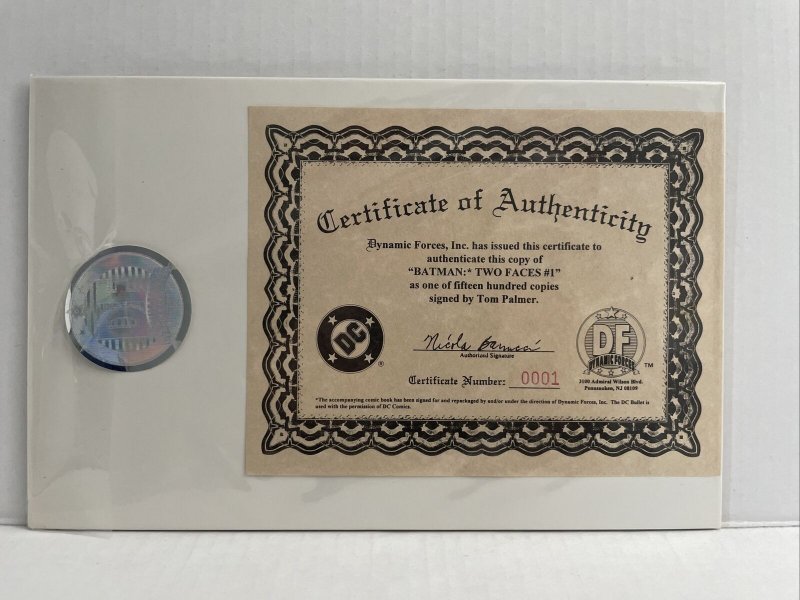 Certificate of Authenticity
Dynamic Forces, Inc. has issued this certificate to
authenticate this copy of
“BATMAN:* TWO FACES #1”
as one of fifteen hundred copies
signed by Tom Palmer.
DC
®
Authorized Signature
Certificate Number: 0001
DF
DYNAMIC FORCES
TM
3100 Admiral Wilson Blvd.
Pennsauken, NJ 08109
*The accompanying comic book has been signed for and repackaged by and/or under the direction of Dynamic Forces, Inc. The DC Bullet is
used with the permission of DC Comics.